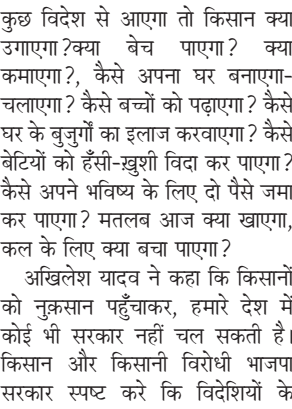 कुछ विदेश से आएगा तो किसान क्या
उगाएगा?क्या बेच पाएगा? क्या
कमाएगा?, कैसे अपना घर बनाएगा-
चलाएगा? कैसे बच्चों को पढ़ाएगा? कैसे
घर के बुजुर्गों का इलाज करवाएगा? कैसे
बेटियों को हँसी-ख़ुशी विदा कर पाएगा?
कैसे अपने भविष्य के लिए दो पैसे जमा
कर पाएगा? मतलब आज क्या खाएगा,
कल के लिए क्या बचा पाएगा?
अखिलेश यादव ने कहा कि किसानों
को नुक़सान पहुँचाकर, हमारे देश में
कोई भी सरकार नहीं चल सकती है।
किसान और किसानी विरोधी भाजपा
सरकार स्पष्ट करे कि विदेशियों के